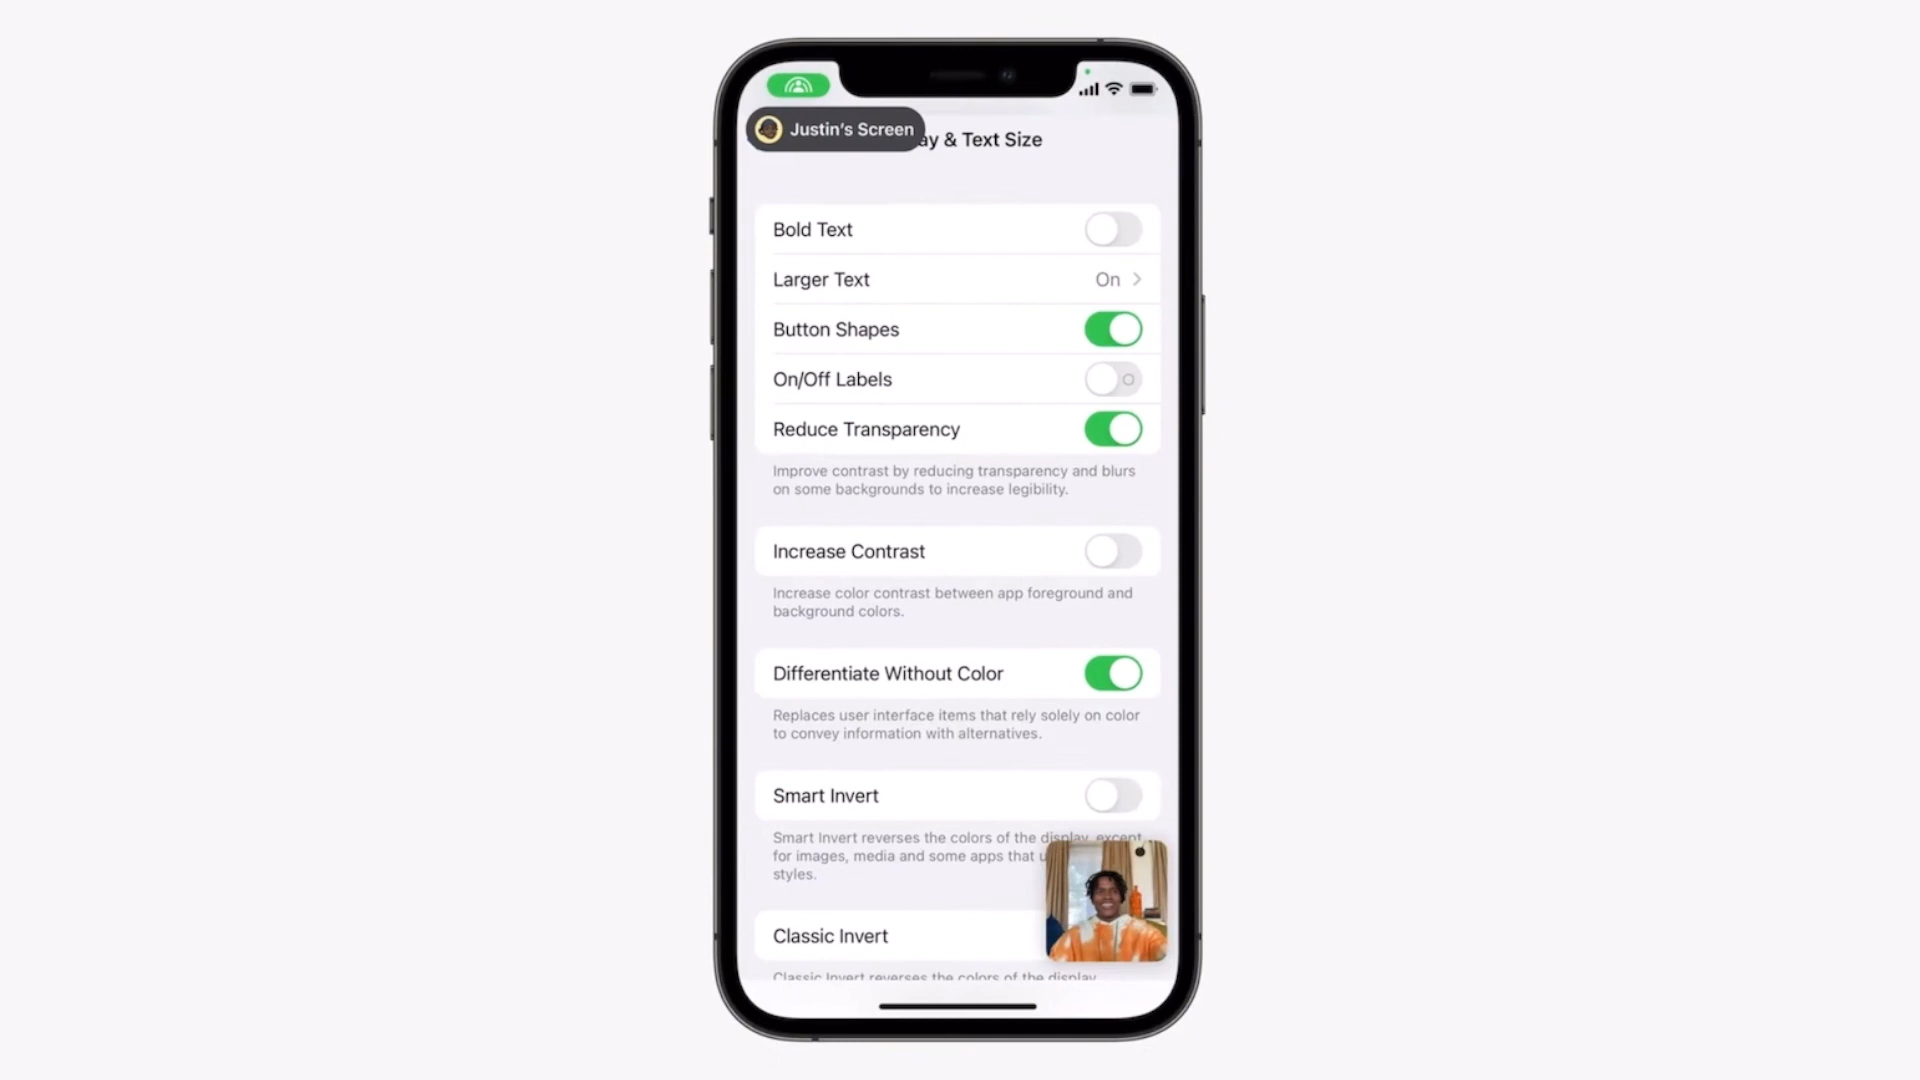 Justin's Screen
ay & Text Size
Bold Text
Larger Text
On
Button Shapes
On/Off Labels
Reduce Transparency
Improve contrast by reducing transparency and blurs
on some backgrounds to increase legibility.
Increase Contrast
Increase color contrast between app foreground and
background colors.
Differentiate Without Color
Replaces user interface items that rely solely on color
to convey information with alternatives.
Smart Invert
Smart Invert reverses the colors of the display, except
for images, media and some apps that u
styles.
Classic Invert
Classic Invert reverses the colors of the display